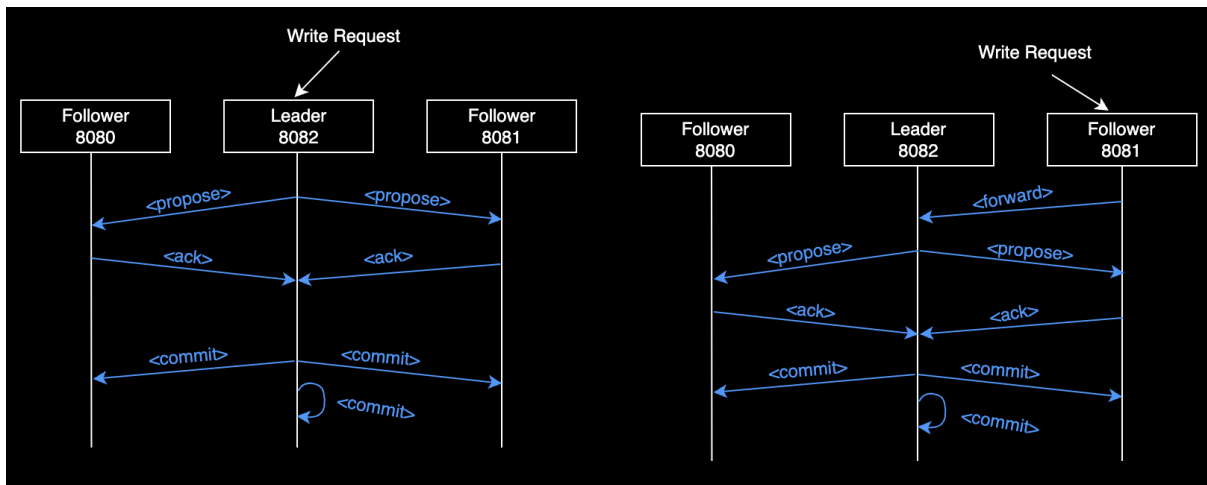 Write Request
Follower
8080
Leader
8082
Follower
8081
<propose>
<propose>
<ack>
<ack>
<commit>
<commit>
<commit>
Write Request
Follower
8080
Leader
8082
Follower
8081
<forward>
<propose>
<propose>
<ack>
<ack>
<commit>
<commit>
<commit>